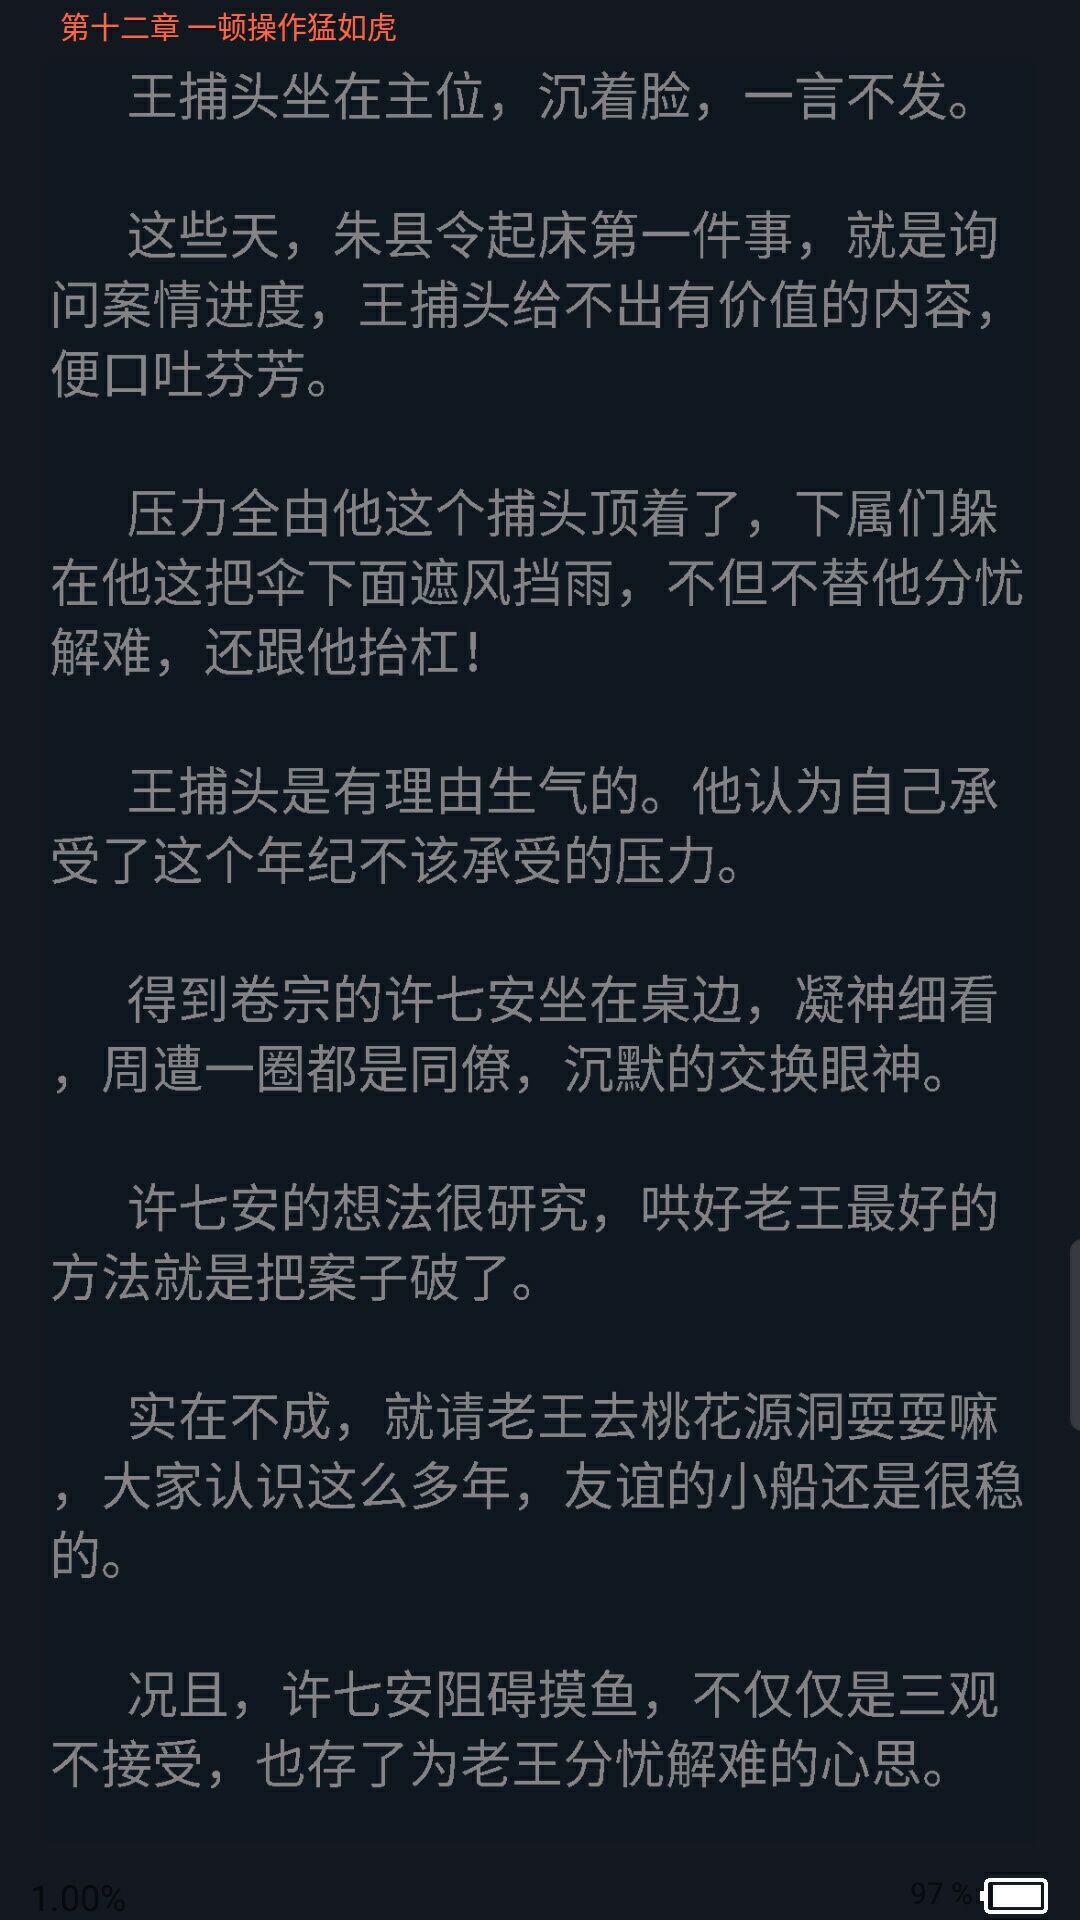 第十二章 一顿操作猛如虎
王捕头坐在主位，沉着脸，一言不发。
这些天，朱县令起床第一件事，就是询
问案情进度，王捕头给不出有价值的内容，
便口吐芬芳。
压力全由他这个捕头顶着了，下属们躲
在他这把伞下面遮风挡雨，不但不替他分忧
解难，还跟他抬杠！
王捕头是有理由生气的。他认为自己承
受了这个年纪不该承受的压力。
得到卷宗的许七安坐在桌边，凝神细看
，周遭一圈都是同僚，沉默的交换眼神。
许七安的想法很研究，哄好老王最好的
方法就是把案子破了。
实在不成，就请老王去桃花源洞耍耍嘛
，大家认识这么多年，友谊的小船还是很稳
的。
况且，许七安阻碍摸鱼，不仅仅是三观
不接受，也存了为老王分忧解难的心思。
1.00%
97 %